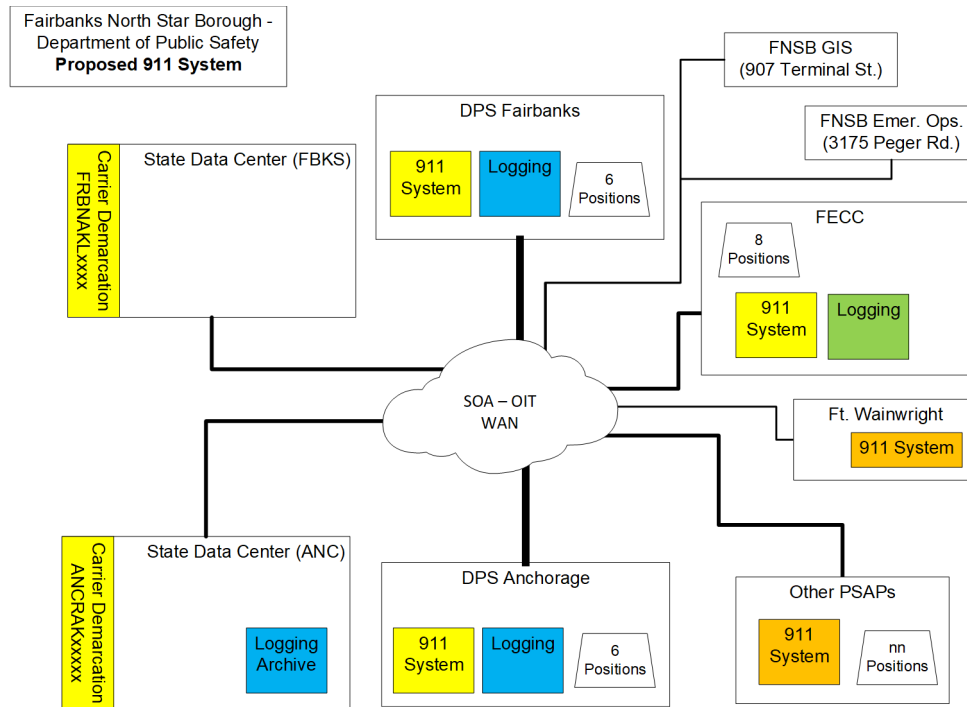 Fairbanks North Star Borough -
Department of Public Safety
Proposed 911 System
FNSB GIS
(907 Terminal St.)
FNSB Emer. Ops.
(3175 Peger Rd.)
DPS Fairbanks
911
System
Logging
6
Positions
State Data Center (FBKS)
Carrier Demarcation
FRBNAKLxxxx
FECC
8
Positions
911
System
Logging
SOA – OIT
WAN
Ft. Wainwright
911 System
State Data Center (ANC)
Carrier Demarcation
ANCRAKxxxxx
Logging
Archive
DPS Anchorage
911
System
Logging
6
Positions
Other PSAPs
911
System
nn
Positions